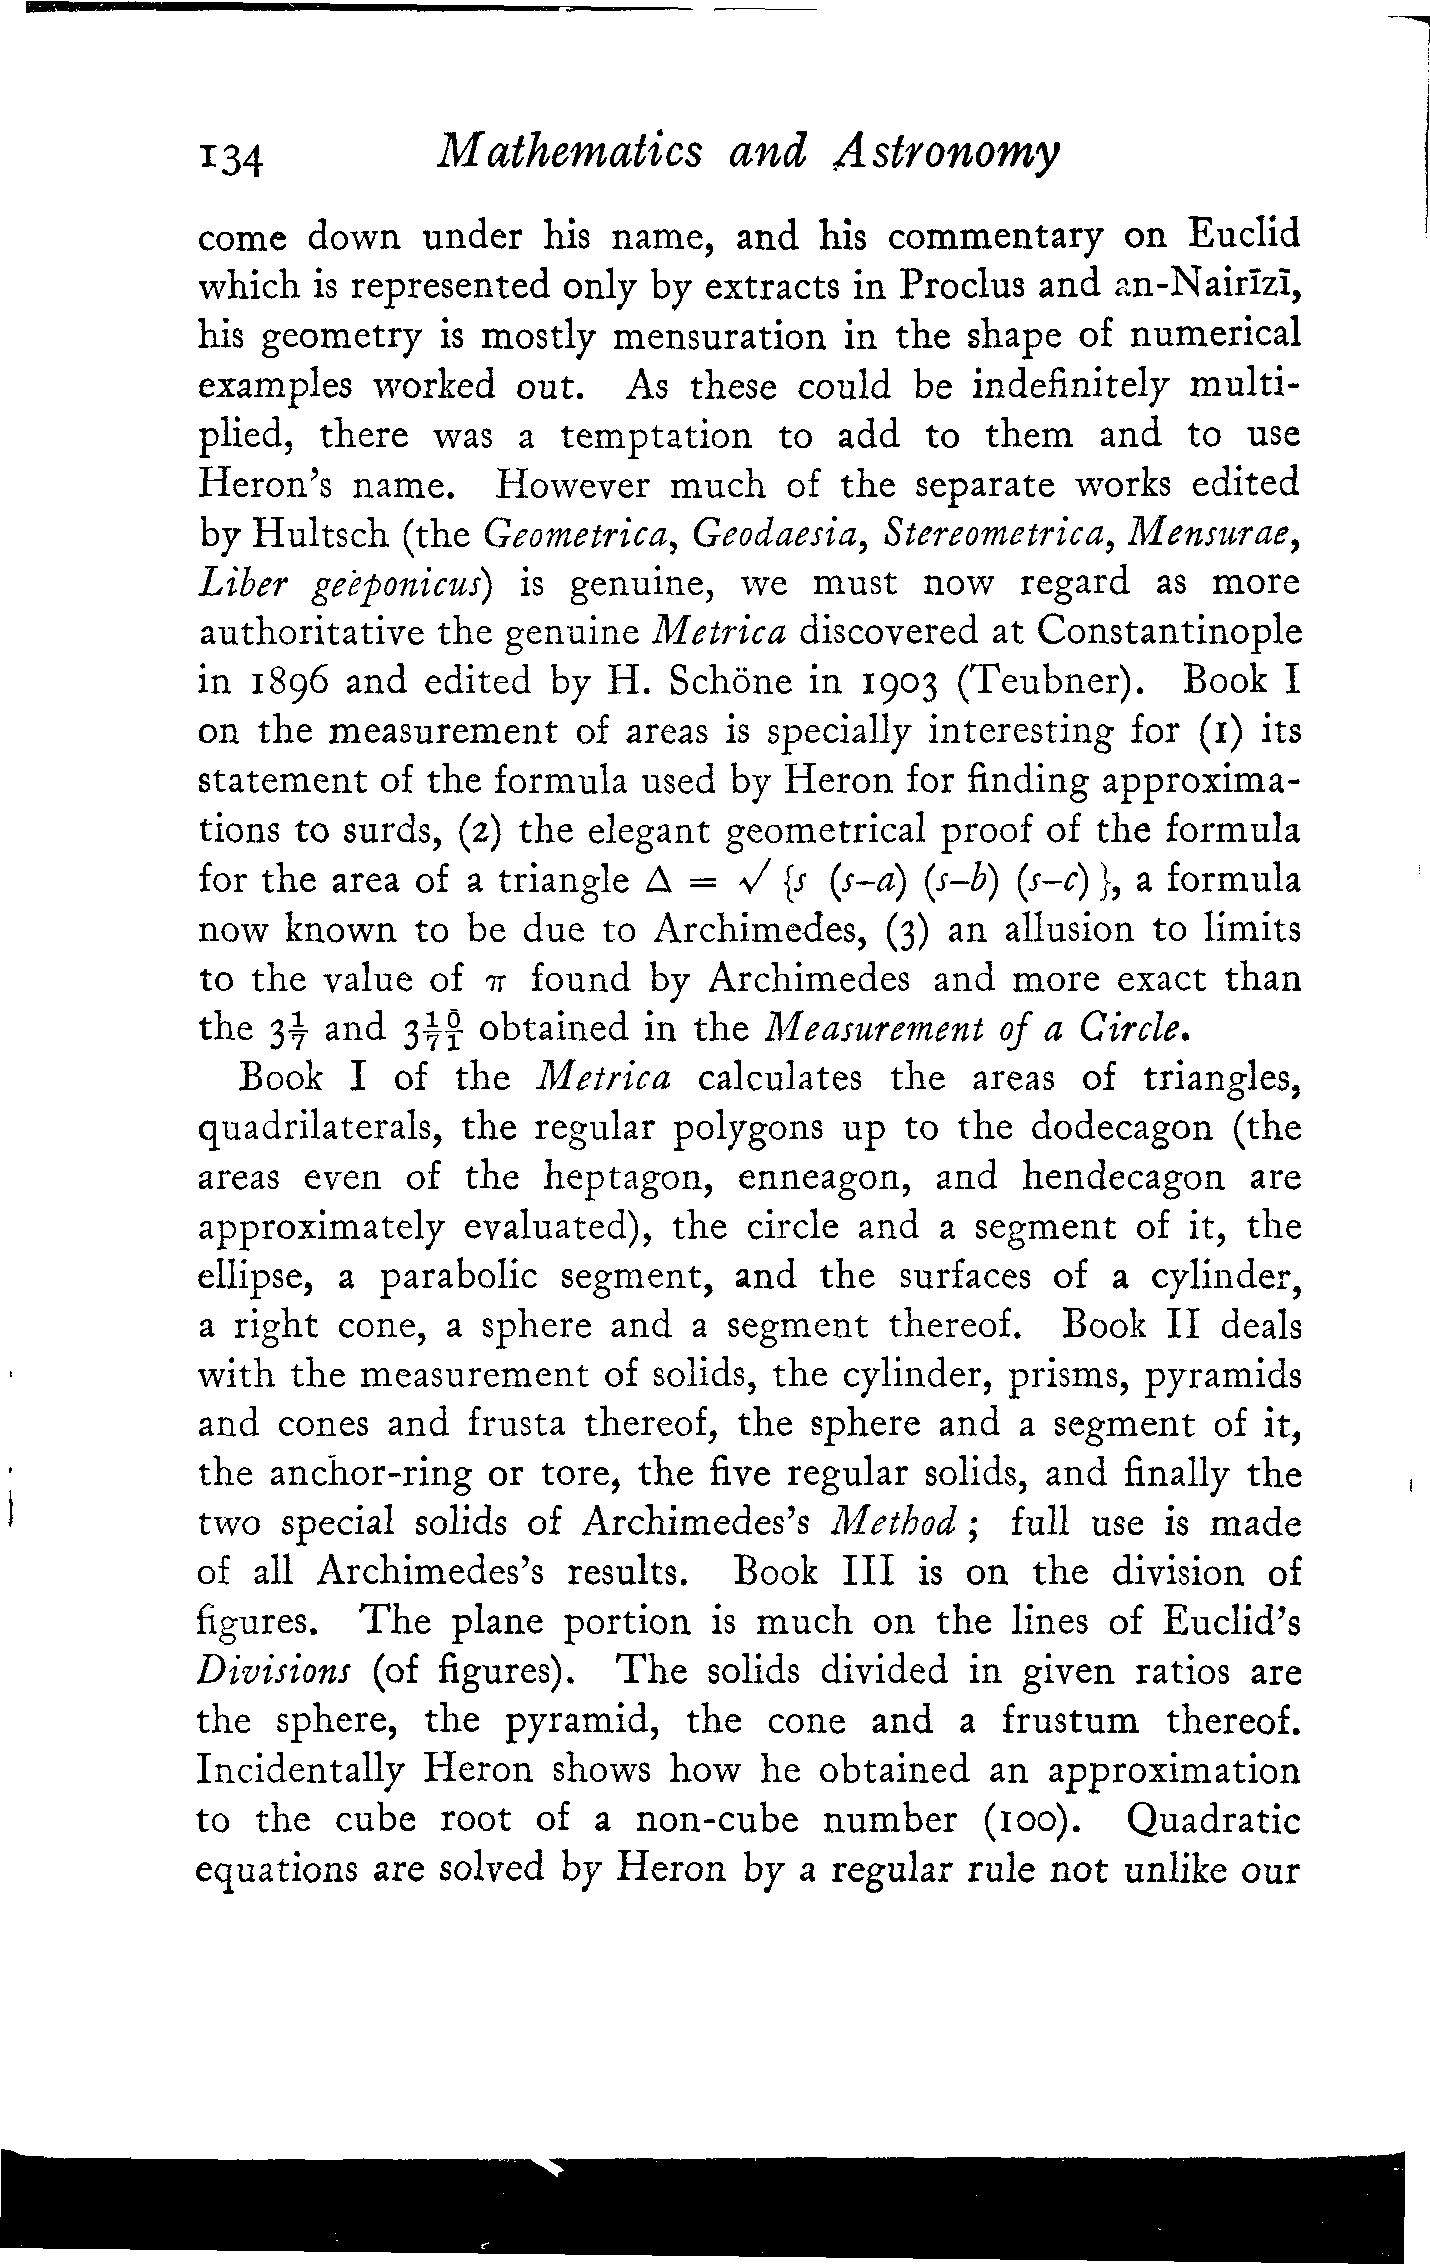 134 Mathematics and Astronomy
come down under his name, and his commentary on Euclid
which is represented only by extracts in Proclus and an-Nairīzī,
his geometry is mostly mensuration in the shape of numerical
examples worked out. As these could be indefinitely multi-
plied, there was a temptation to add to them and to use
Heron's name. However much of the separate works edited
by Hultsch (the Geometrica, Geodaesia, Stereometrica, Mensurae,
Liber geëponicus) is genuine, we must now regard as more
authoritative the genuine Metrica discovered at Constantinople
in 1896 and edited by H. Schöne in 1903 (Teubner). Book I
on the measurement of areas is specially interesting for (1) its
statement of the formula used by Heron for finding approxima-
tions to surds, (2) the elegant geometrical proof of the formula
for the area of a triangle Δ = √ {s (s–a) (s–b) (s–c) }, a formula
now known to be due to Archimedes, (3) an allusion to limits
to the value of π found by Archimedes and more exact than
the 3 1/7 and 3 10/71 obtained in the Measurement of a Circle.
Book I of the Metrica calculates the areas of triangles,
quadrilaterals, the regular polygons up to the dodecagon (the
areas even of the heptagon, enneagon, and hendecagon are
approximately evaluated), the circle and a segment of it, the
ellipse, a parabolic segment, and the surfaces of a cylinder,
a right cone, a sphere and a segment thereof. Book II deals
with the measurement of solids, the cylinder, prisms, pyramids
and cones and frusta thereof, the sphere and a segment of it,
the anchor-ring or tore, the five regular solids, and finally the
two special solids of Archimedes's Method ; full use is made
of all Archimedes's results. Book III is on the division of
figures. The plane portion is much on the lines of Euclid's
Divisions (of figures). The solids divided in given ratios are
the sphere, the pyramid, the cone and a frustum thereof.
Incidentally Heron shows how he obtained an approximation
to the cube root of a non-cube number (100). Quadratic
equations are solved by Heron by a regular rule not unlike our